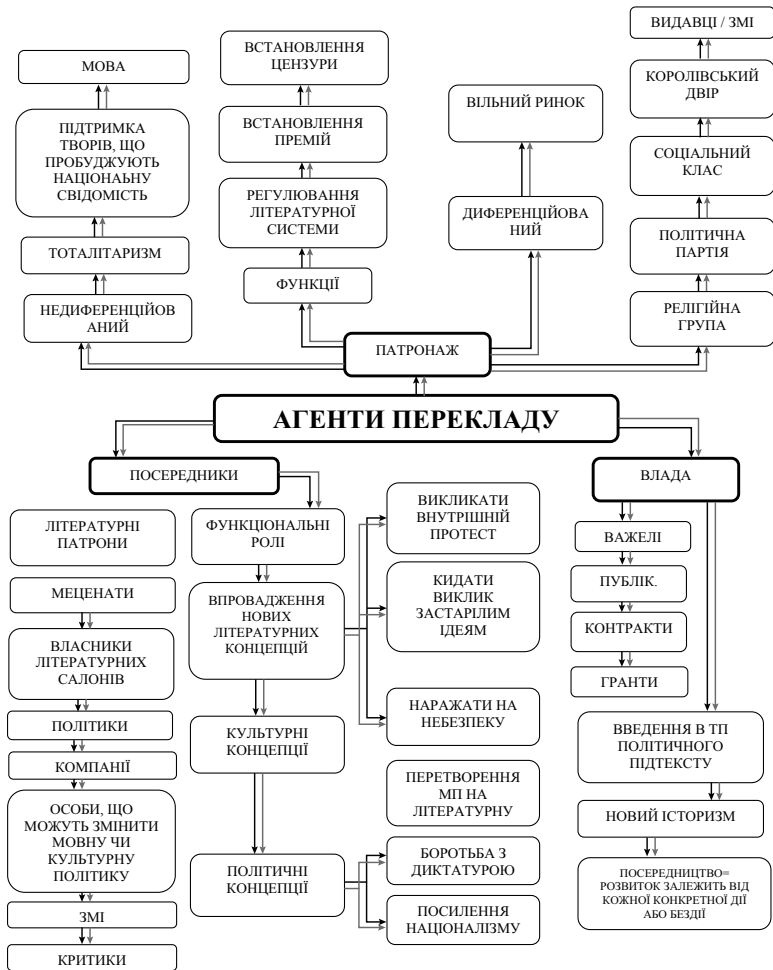 МОВА
ПІДТРИМКА
ТВОРІВ, ЩО
ПРОБУДЖУЮТЬ
НАЦІОНАЬНУ
СВІДОМІСТЬ
ТОТАЛІТАРИЗМ
НЕДИФЕРЕНЦІЙОВ
АНИЙ
ВСТАНОВЛЕННЯ
ЦЕНЗУРИ
ВСТАНОВЛЕННЯ
ПРЕМІЙ
РЕГУЛЮВАННЯ
ЛІТЕРАТУРНОЇ
СИСТЕМИ
ФУНКЦІЇ
ВІЛЬНИЙ РИНОК
ДИФЕРЕНЦІЙОВА
НИЙ
ВИДАВЦІ / ЗМІ
КОРОЛІВСЬКИЙ
ДВІР
СОЦІАЛЬНИЙ
КЛАС
ПОЛІТИЧНА
ПАРТІЯ
РЕЛІГІЙНА
ГРУПА
ПАТРОНАЖ
АГЕНТИ ПЕРЕКЛАДУ
ПОСЕРЕДНИКИ
ВЛАДА
ЛІТЕРАТУРНІ
ПАТРОНИ
МЕЦЕНАТИ
ВЛАСНИКИ
ЛІТЕРАТУРНИХ
САЛОНІВ
ПОЛІТИКИ
КОМПАНІЇ
ОСОБИ, ЩО
МОЖУТЬ ЗМІНИТИ
МОВНУ ЧИ
КУЛЬТУРНУ
ПОЛІТИКУ
ЗМІ
КРИТИКИ
ФУНКЦІОНАЛЬНІ
РОЛІ
ВПРОВАДЖЕННЯ
НОВИХ
ЛІТЕРАТУРНИХ
КОНЦЕПЦІЙ
КУЛЬТУРНІ
КОНЦЕПЦІЇ
ПОЛІТИЧНІ
КОНЦЕПЦІЇ
ВИКЛИКАТИ
ВНУТРІШНІЙ
ПРОТЕСТ
КИДАТИ
ВИКЛИК
ЗАСТАРІЛИМ
ІДЕЯМ
НАРАЖАТИ НА
НЕБЕЗПЕКУ
ПЕРЕТВОРЕННЯ
МП НА
ЛІТЕРАТУРНУ
БОРОТЬБА З
ДИКТАТУРОЮ
ПОСИЛЕННЯ
НАЦІОНАЛІЗМУ
ВАЖЕЛІ
ПУБЛІК.
КОНТРАКТИ
ГРАНТИ
ВВЕДЕННЯ В ТП
ПОЛІТИЧНОГО
ПІДТЕКСТУ
НОВИЙ ІСТОРИЗМ
ПОСЕРЕДНИЦТВО=
РОЗВИТОК ЗАЛЕЖИТЬ ВІД
КОЖНОЇ КОНКРЕТНОЇ ДІЇ
АБО БЕЗДІЇ